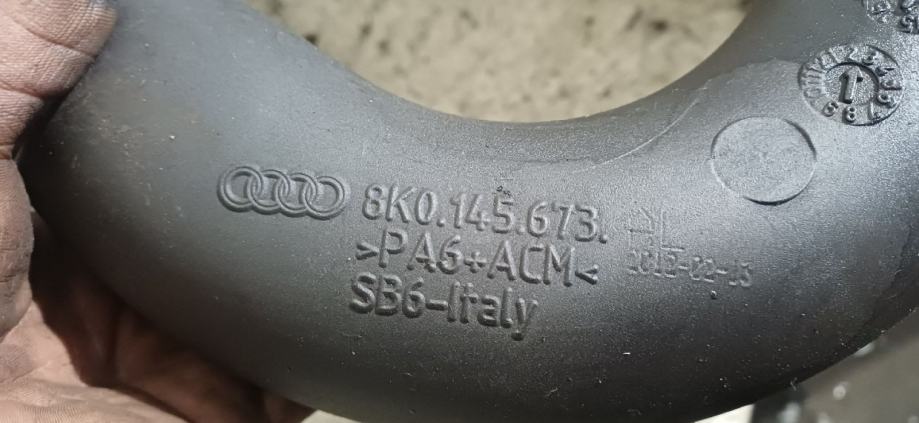 8K0.145.673.
>PA6+ACM<
SB6-Italy